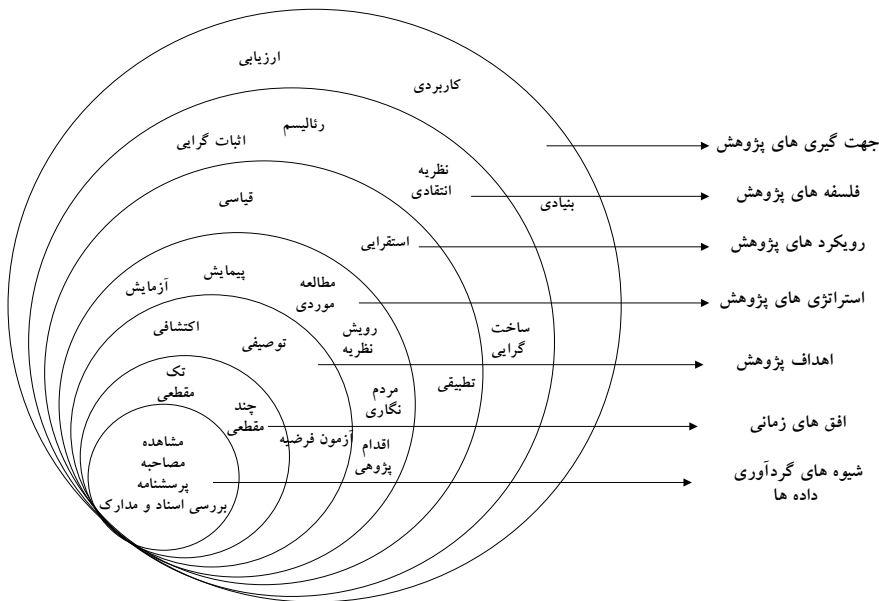 ارزیابی
کاربردی
رئالیسم
اثبات گرایی
نظریه
انتقادی
بنیادی
قیاسی
استقرایی
ساخت
گرایی
پیمایش
آزمایش
مطالعه
موردی
رویش
نظریه
تطبیقی
مردم
نگاری
اقدام
پژوهی
اکتشافی
توصیفی
آزمون فرضیه
تک
مقطعی
چند
مقطعی
مشاهده
مصاحبه
پرسشنامه
بررسی اسناد و مدارک
جهت گیری های پژوهش
فلسفه های پژوهش
رویکرد های پژوهش
استراتژی های پژوهش
اهداف پژوهش
افق های زمانی
شیوه های گردآوری
داده ها